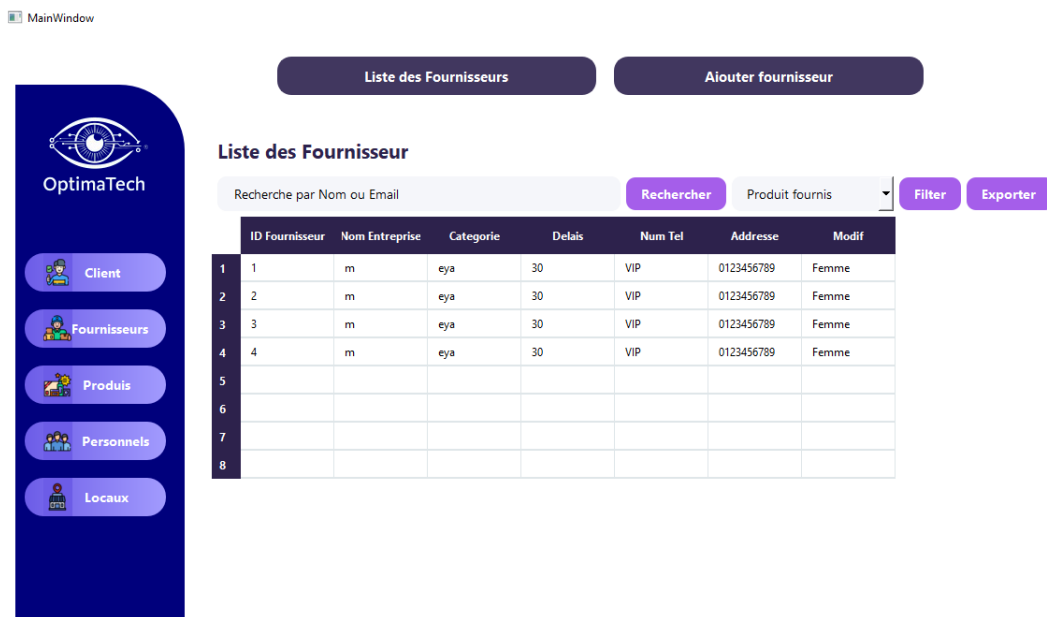 MainWindow
Liste des Fournisseurs
Aiouter fournisseur
OptimaTech
Client
Fournisseurs
Produis
Personnels
Locaux
Liste des Fournisseur
Recherche par Nom ou Email
Rechercher
Produit fournis
Filter
Exporter
ID Fournisseur Nom Entreprise Categorie Delais Num Tel Addresse Modif
1 1 m eya 30 VIP 0123456789 Femme
2 2 m eya 30 VIP 0123456789 Femme
3 3 m eya 30 VIP 0123456789 Femme
4 4 m eya 30 VIP 0123456789 Femme
5
6
7
8